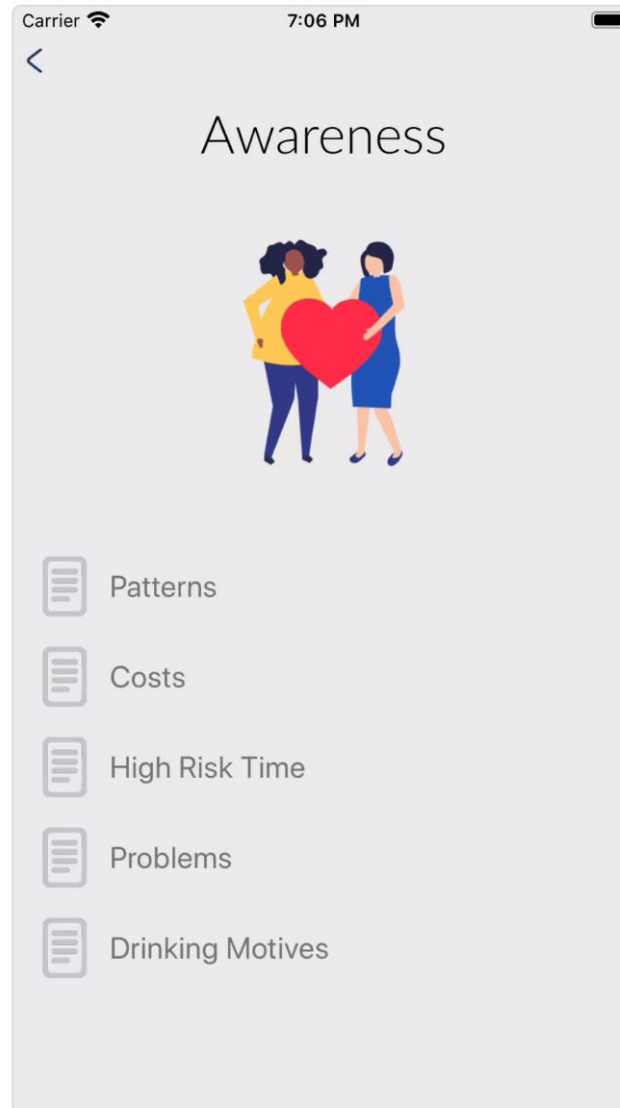 Carrier 7:06 PM
Awareness
Patterns
Costs
High Risk Time
Problems
Drinking Motives